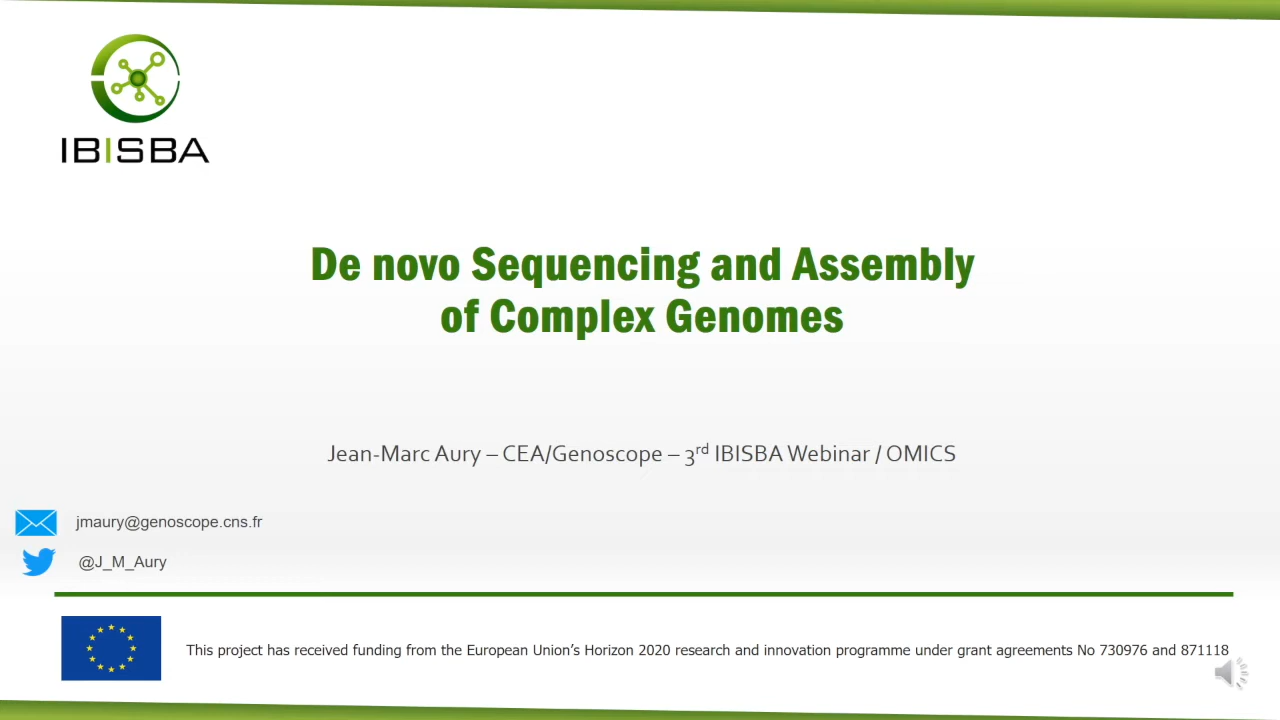 IBISBA
De novo Sequencing and Assembly
of Complex Genomes
Jean-Marc Aury – CEA/Genoscope – 3rd IBISBA Webinar / OMICS
jmaury@genoscope.cns.fr
@J_M_Aury
This project has received funding from the European Union’s Horizon 2020 research and innovation programme under grant agreements No 730976 and 871118